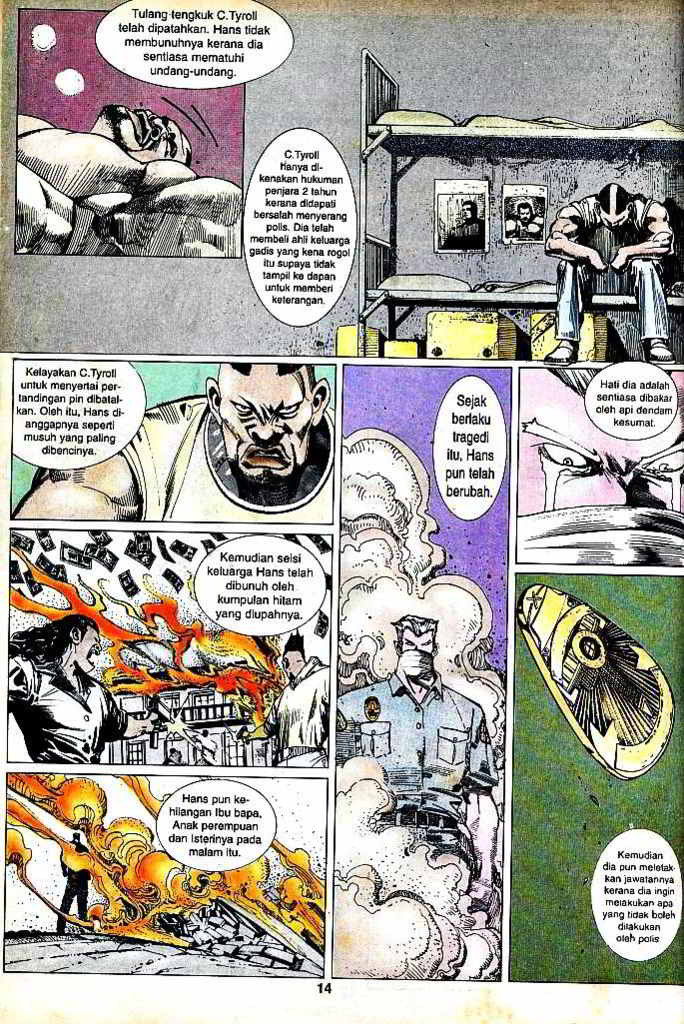 Tulang-tengkuk C.Tyroll
telah dipatahkan. Hans tidak
membunuhnya kerana dia
sentiasa mematuhi
undang-undang.
C.Tyroll
Hanya di-
kenakan hukuman
penjara 2 tahun
kerana didapati
bersalah menyerang
polis. Dia telah
membeli ahli keluarga
gadis yang kena rogol
itu supaya tidak
tampil ke depan
untuk memberi
keterangan.
Kelayakan C.Tyroll
untuk menyertai per-
tandingan pin dibatal-
kan. Oleh itu, Hans di-
anggapnya seperti
musuh yang paling
dibencinya.
Kemudian seisi
keluarga Hans telah
dibunuh oleh
kumpulan hitam
yang diupahnya.
Hans pun ke-
hilangan Ibu bapa,
Anak perempuan
dan Isterinya pada
malam itu.
Sejak
berlaku
tragedi
itu, Hans
pun telah
berubah.
Hati dia adalah
sentiasa dibakar
oleh api dendam
kesumat.
Kemudian
dia pun meletak-
kan jawatannya
kerana dia ingin
melakukan apa
yang tidak boleh
dilakukan
oleh polis
14